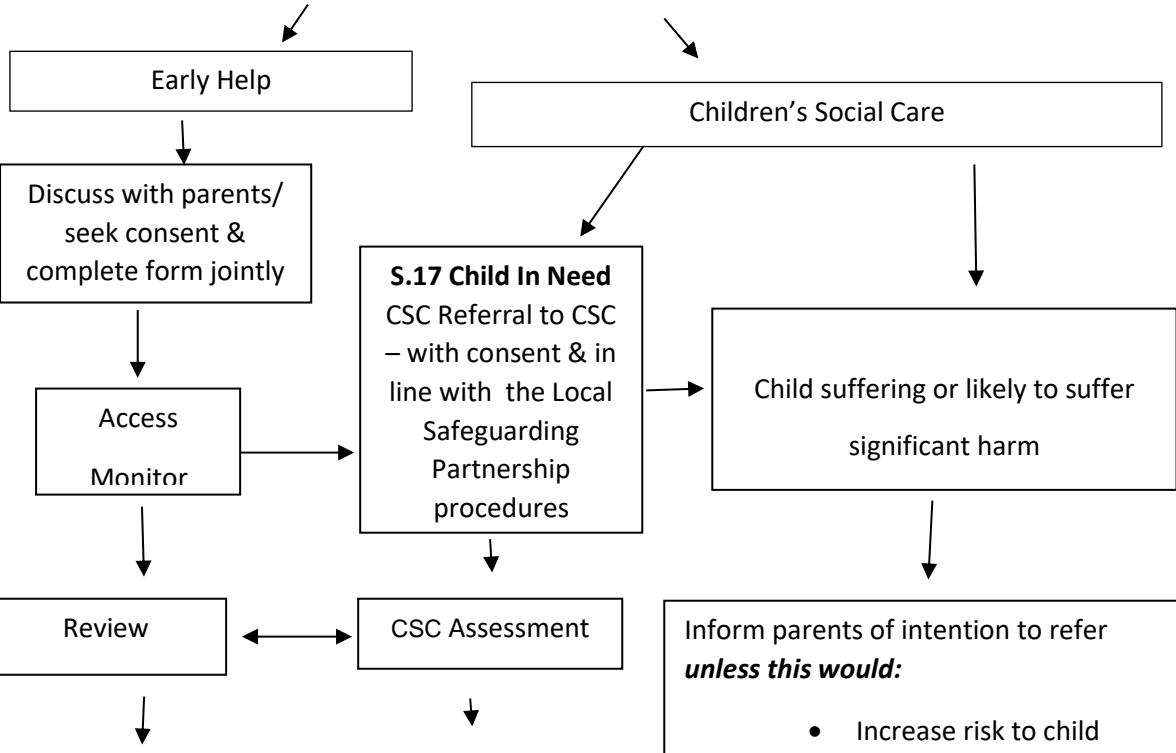 Early Help
Children’s Social Care
Discuss with parents/
seek consent &
complete form jointly
S.17 Child In Need
CSC Referral to CSC
– with consent & in
line with the Local
Safeguarding
Partnership
procedures
Child suffering or likely to suffer
significant harm
Access
Monitor
Review
CSC Assessment
Inform parents of intention to refer
unless this would:
• Increase risk to child